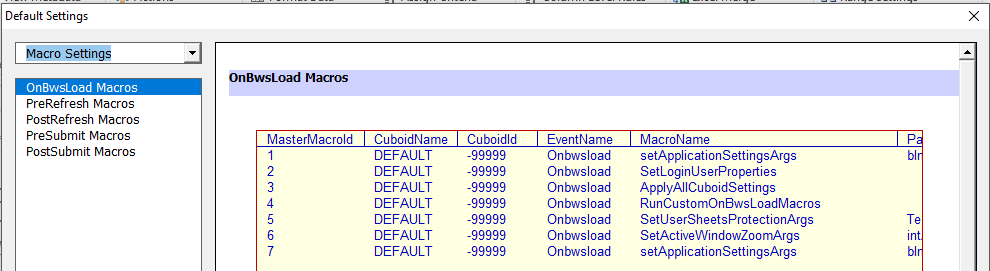 Default Settings
Macro Settings
OnBwsLoad Macros
PreRefresh Macros
PostRefresh Macros
PreSubmit Macros
PostSubmit Macros
OnBwsLoad Macros
MasterMacroId CuboidName CuboidId EventName MacroName Pa
1 DEFAULT -99999 Onbwsload setApplicationSettingsArgs bln
2 DEFAULT -99999 Onbwsload SetLoginUserProperties
3 DEFAULT -99999 Onbwsload ApplyAllCuboidSettings
4 DEFAULT -99999 Onbwsload RunCustomOnBwsLoadMacros
5 DEFAULT -99999 Onbwsload SetUserSheetsProtectionArgs Te
6 DEFAULT -99999 Onbwsload SetActiveWindowZoomArgs int
7 DEFAULT -99999 Onbwsload setApplicationSettingsArgs bln